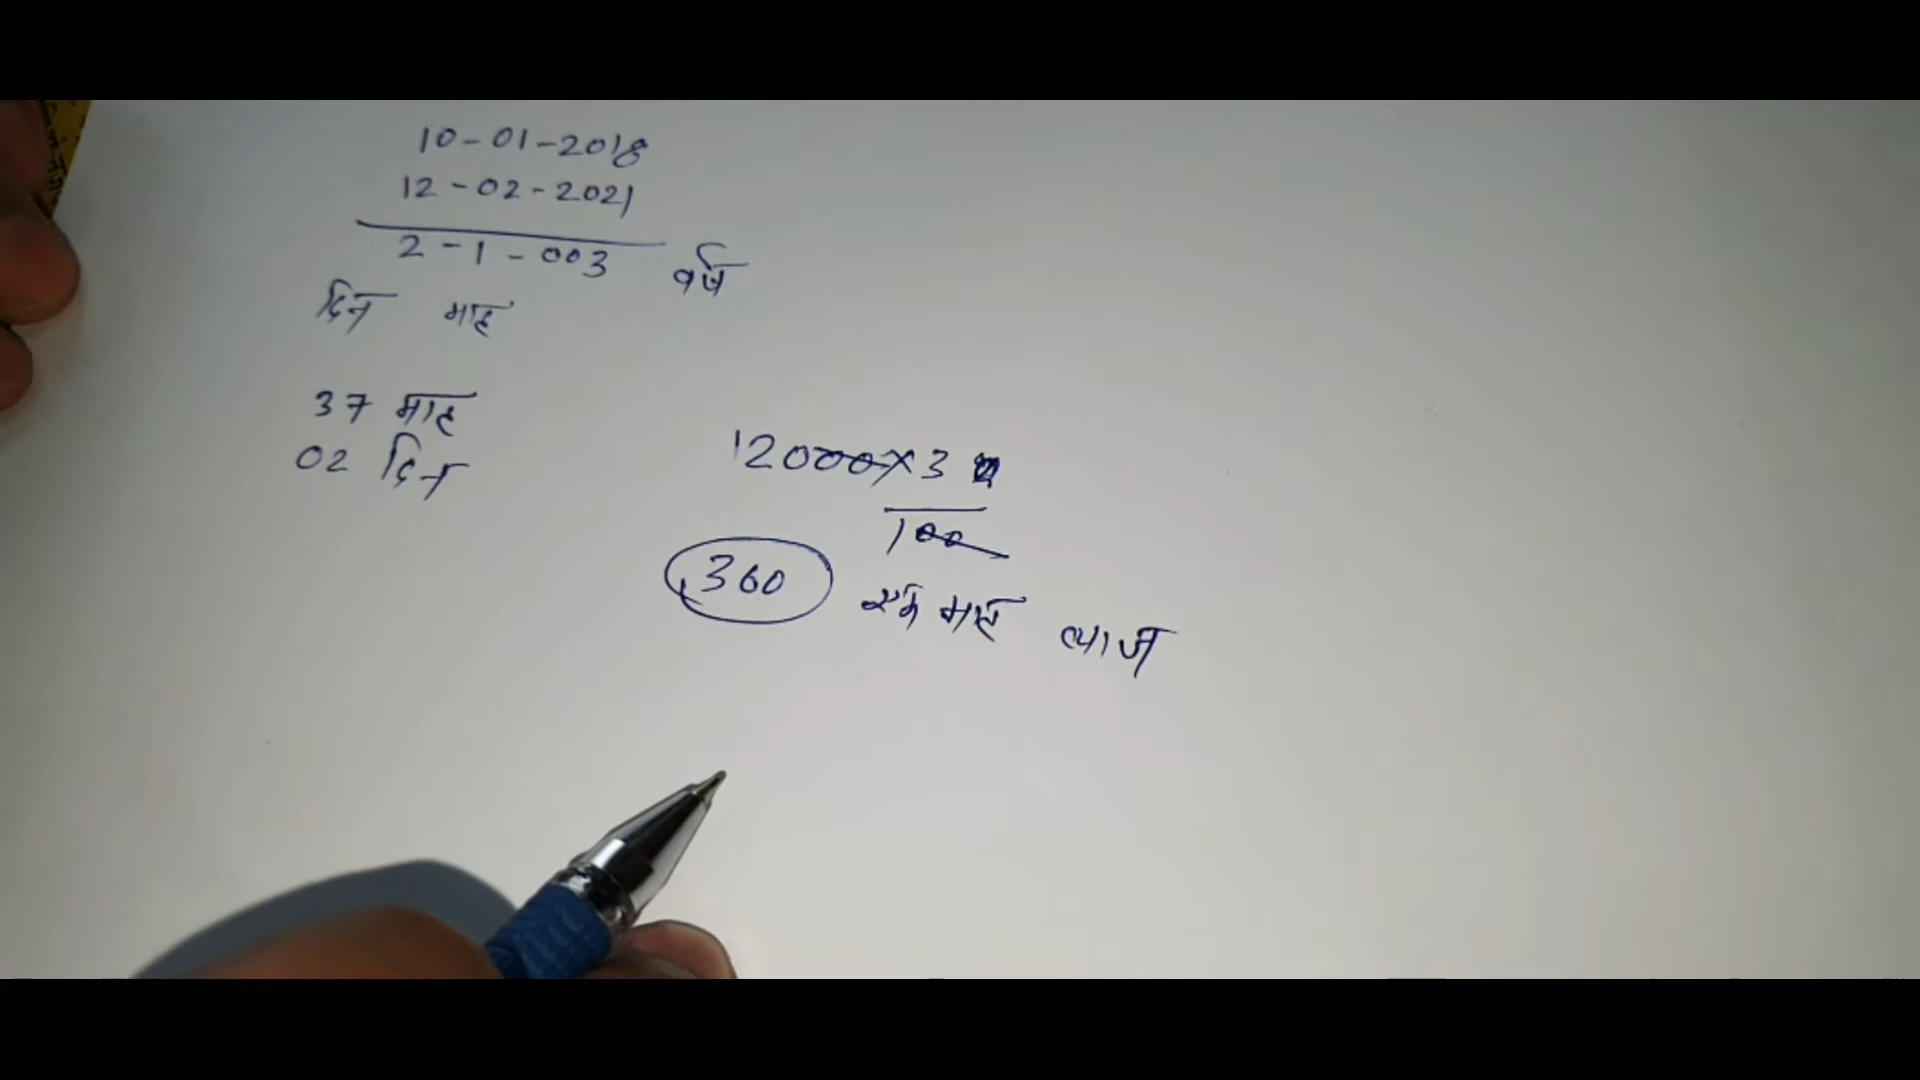 10-01-2018
12-02-2021
2-1-003 वर्ष
दिन माह
37 माह
02 दिन
12000×3
100
360 एक माह ब्याज